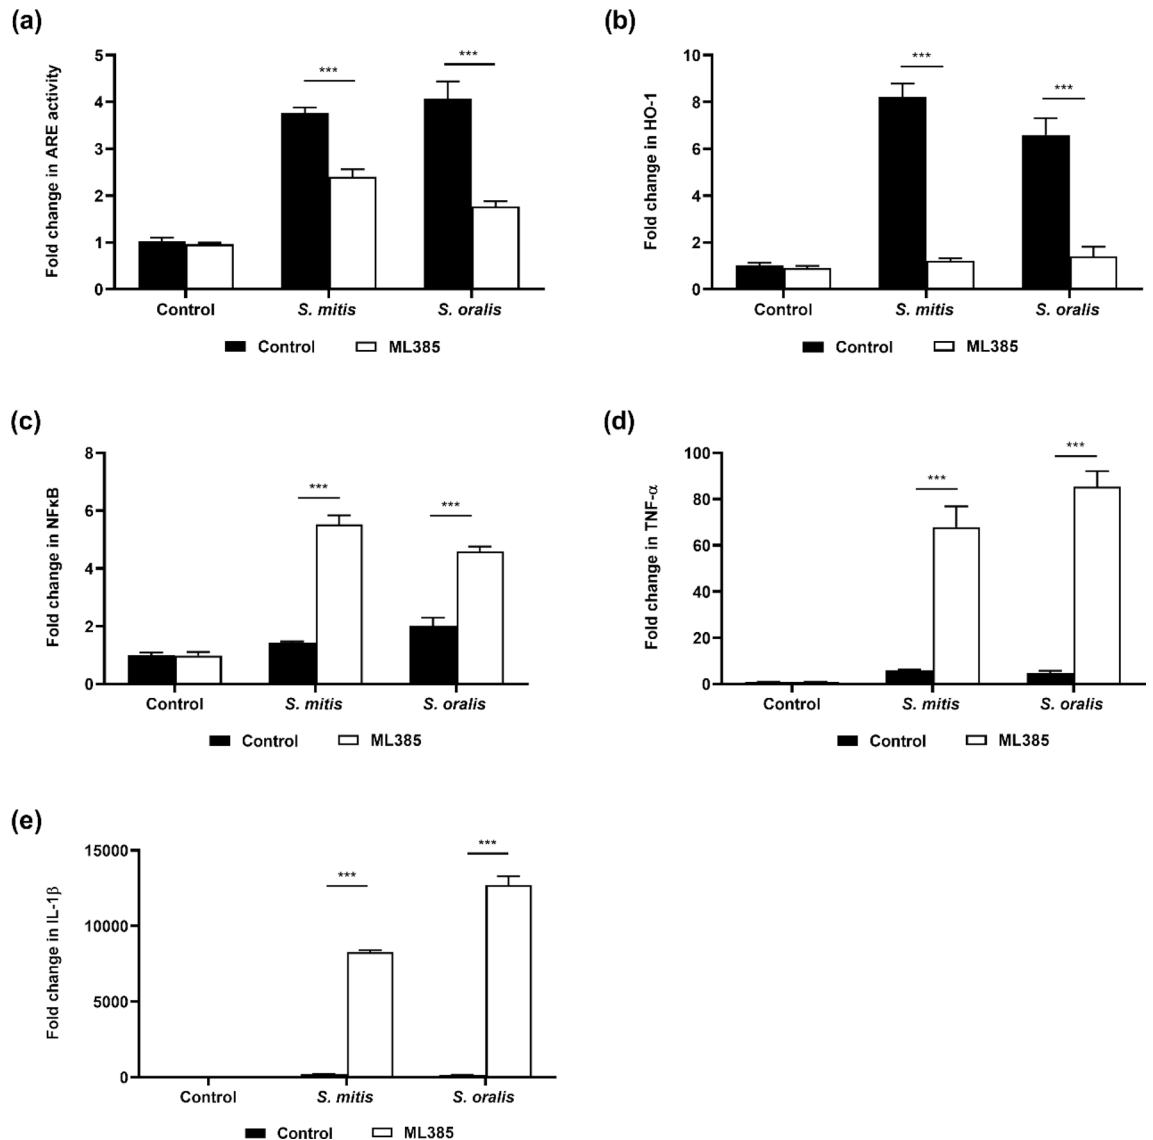 (a)
Fold change in ARE activity
5
4
3
2
1
0
***
***
Control
S. mitis
S. oralis
Control
ML385
(b)
Fold change in HO-1
10
8
6
4
2
0
***
***
Control
S. mitis
S. oralis
Control
ML385
(c)
Fold change in NFκB
8
6
4
2
0
***
***
Control
S. mitis
S. oralis
Control
ML385
(d)
Fold change in TNF-α
100
80
60
40
20
0
***
***
Control
S. mitis
S. oralis
Control
ML385
(e)
Fold change in IL-1β
15000
10000
5000
0
***
***
Control
S. mitis
S. oralis
Control
ML385